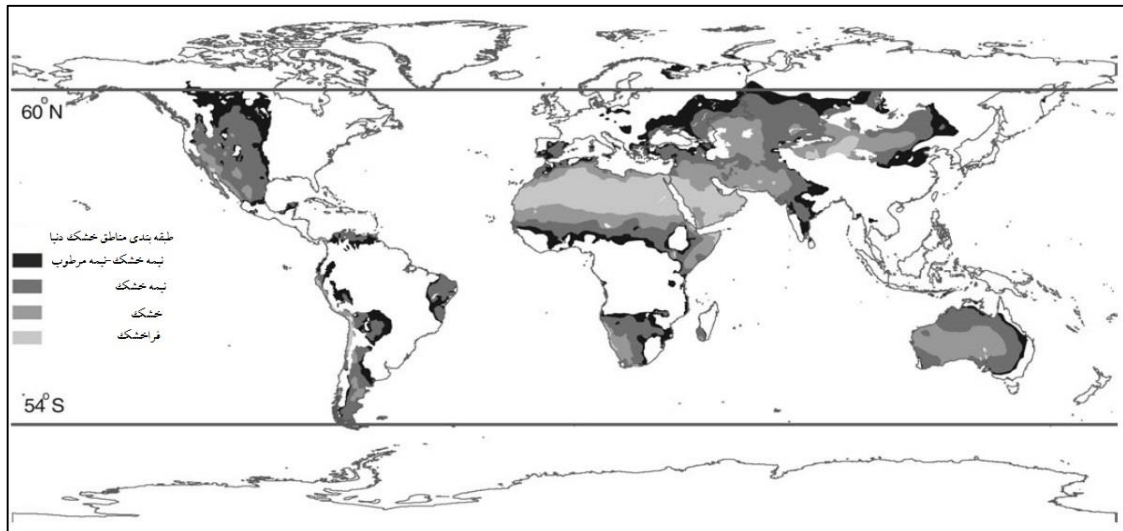 60°N
طبقه بندی مناطق خشک دنیا
نیمه خشک-نیمه مرطوب
نیمه خشک
خشک
فراخشک
54°S